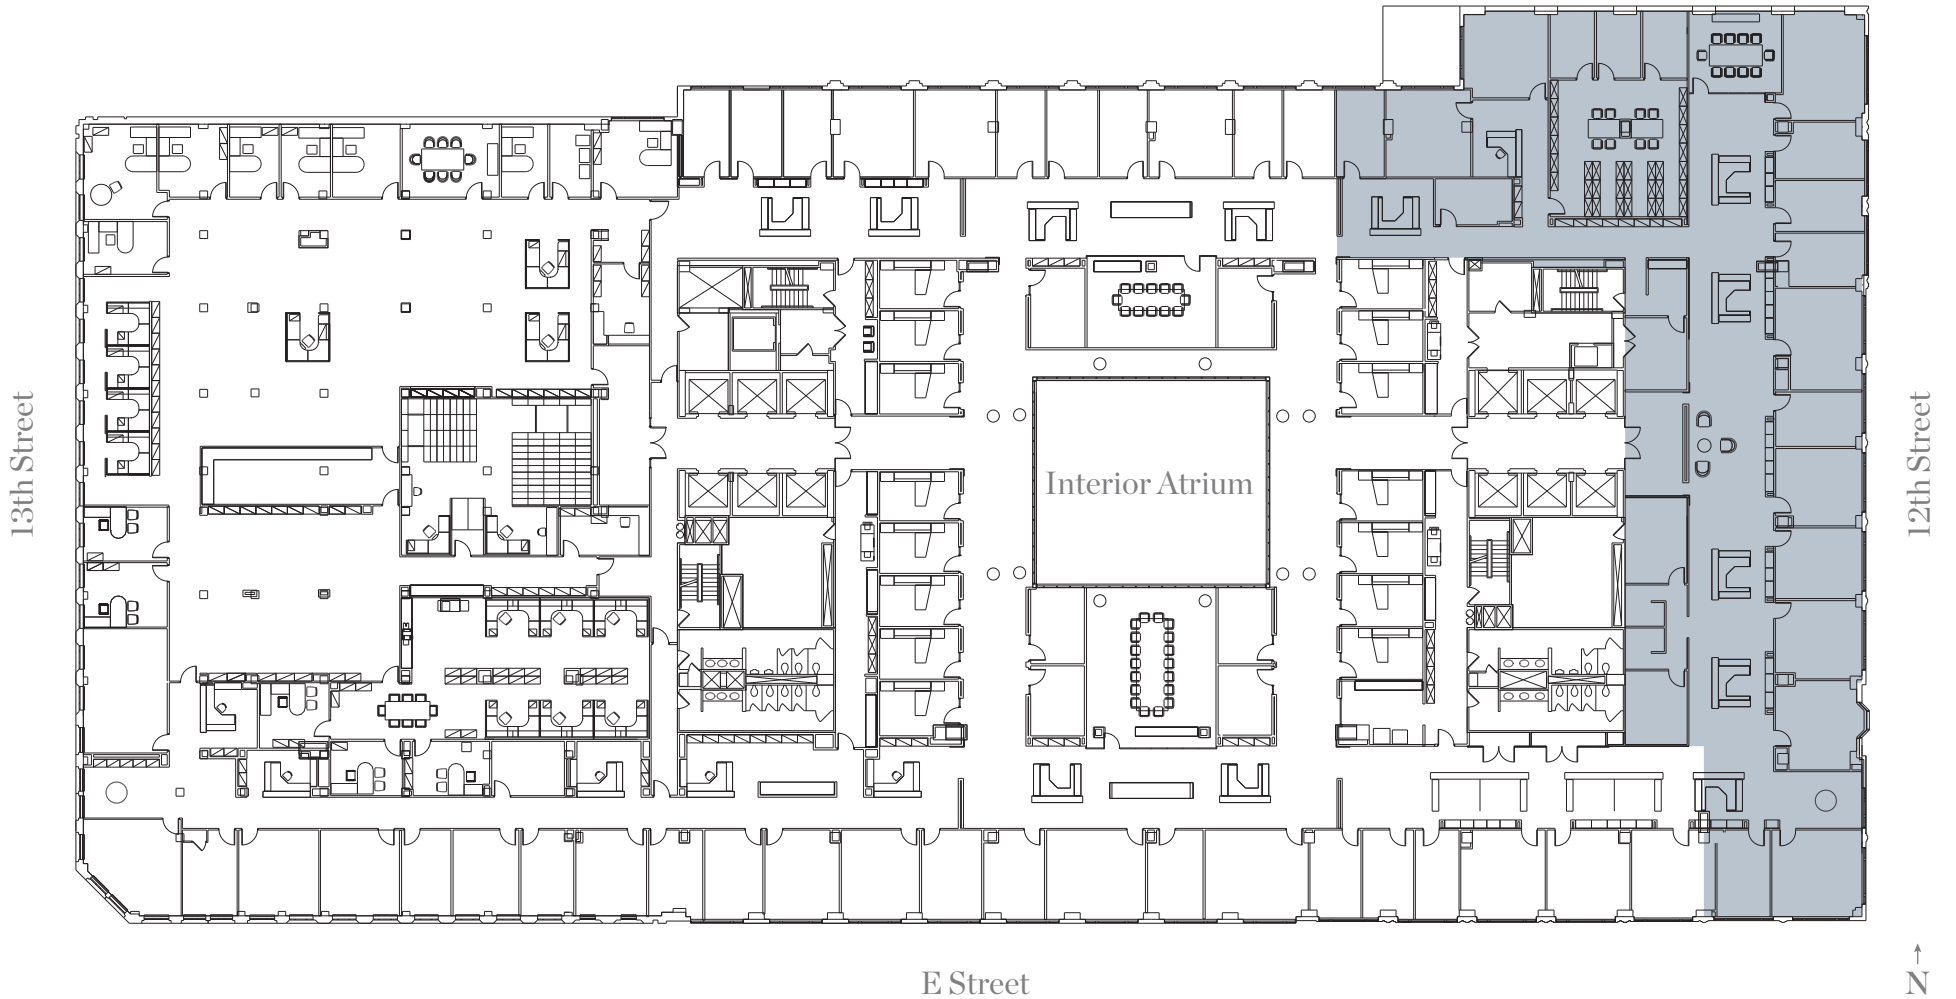 13th Street
Interior Atrium
12th Street
E Street
N